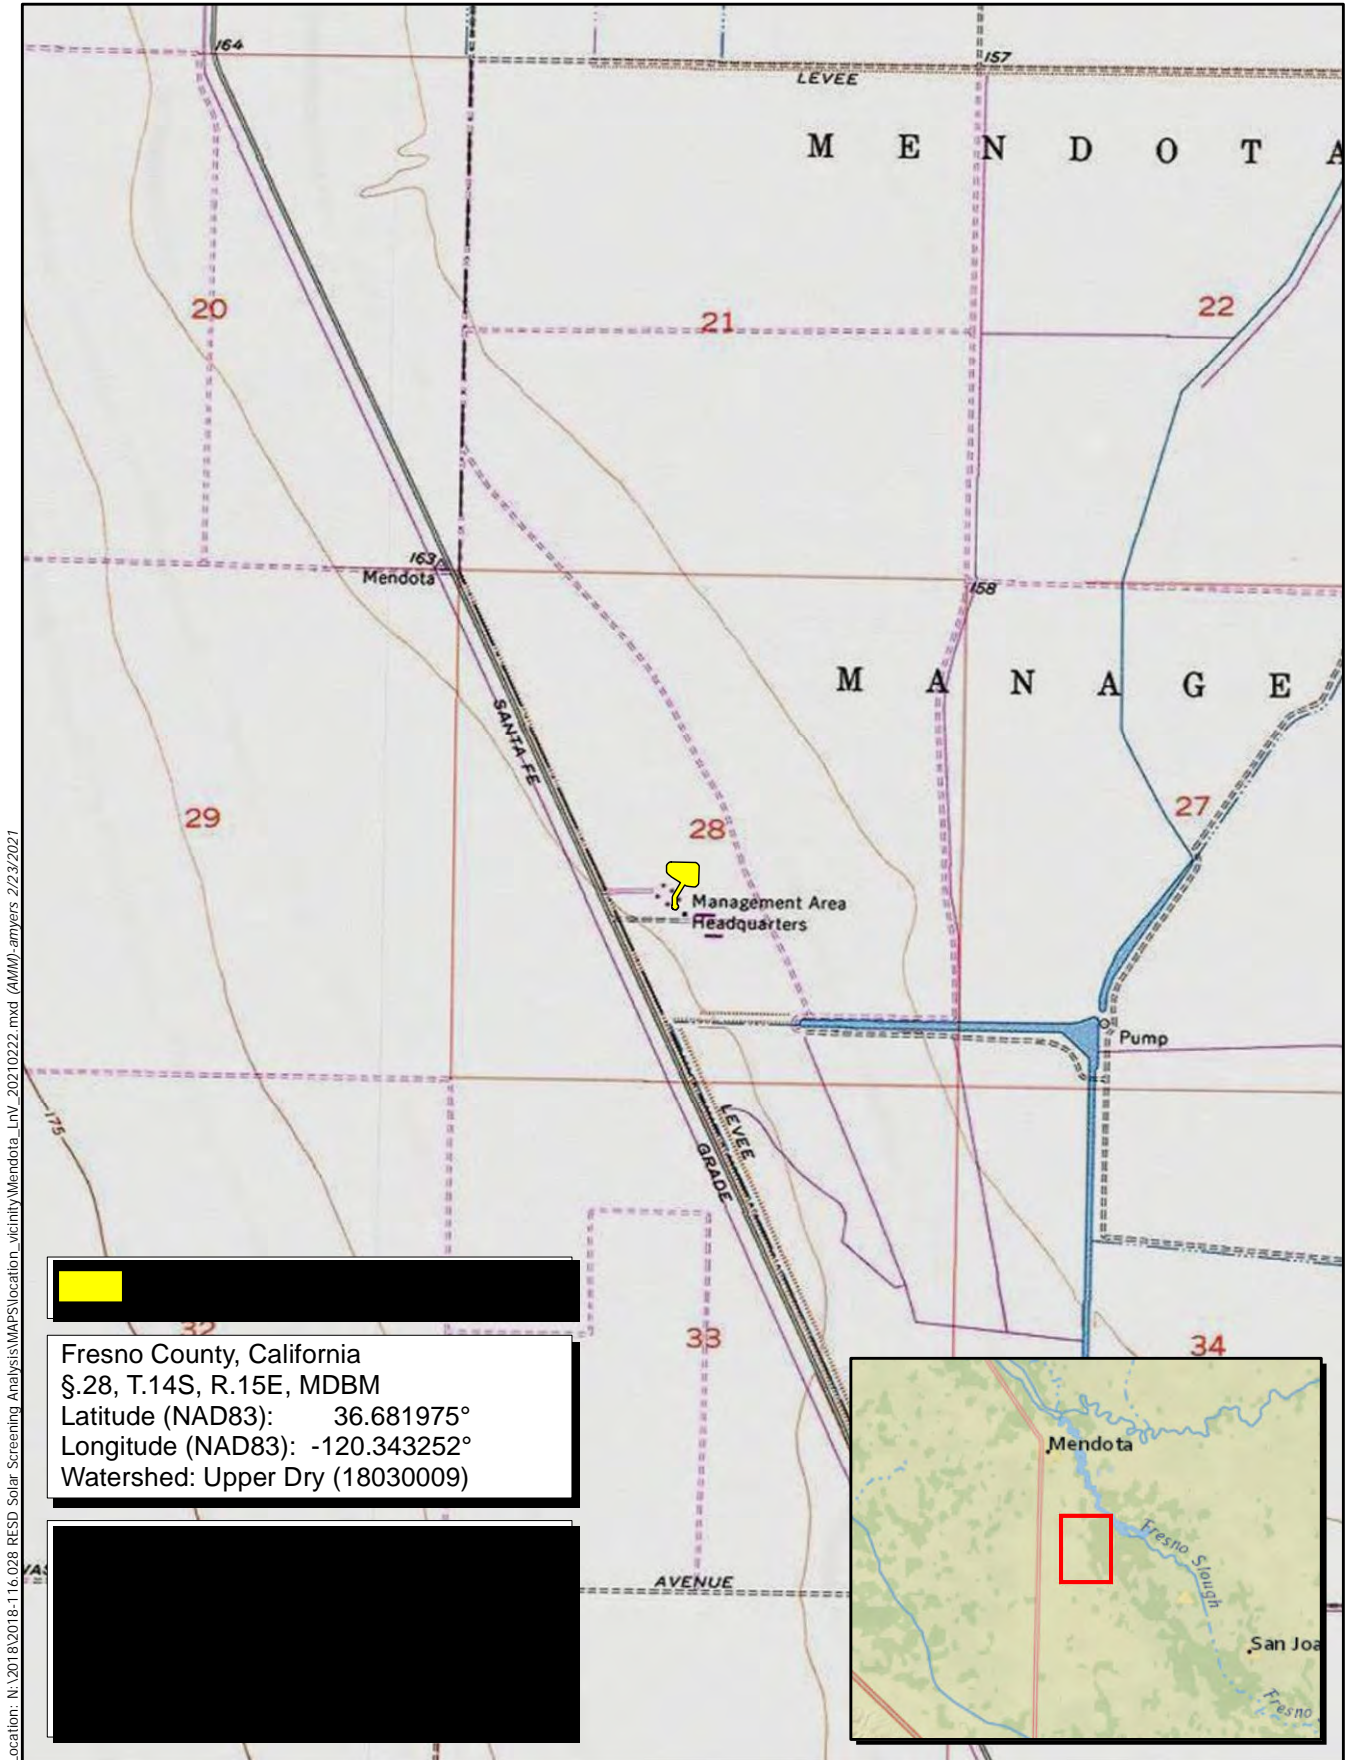 164
157
LEVEE
M E N D O T A
20
21
22
163
Mendota
158
M A N A G E
SANTA FE
29
28
27
Management Area
Headquarters
Pump
175
LEVEE
GRADE
32
33
34
Fresno County, California
§.28, T.14S, R.15E, MDBM
Latitude (NAD83): 36.681975°
Longitude (NAD83): -120.343252°
Watershed: Upper Dry (18030009)
AVENUE
Mendota
Fresno Slough
San Joa
Fresno
ocation: N:\2018\2018-116.028 RESD Solar Screening Analysis\MAPS\location_vicinity\Mendota_LnV_20210222.mxd (AMM)-amyers 2/23/2021